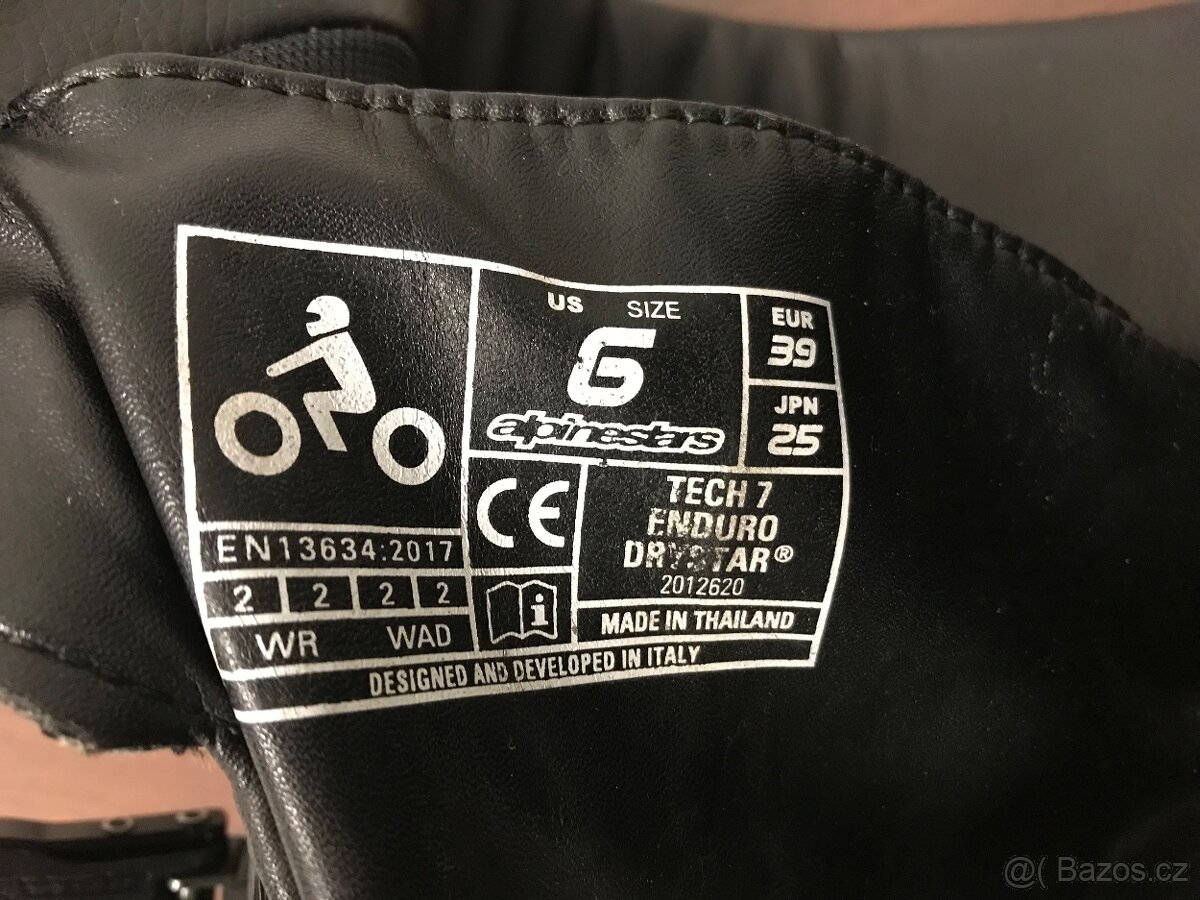 US SIZE
6
alpinestars
EUR
39
JPN
25
CE
TECH 7
ENDURO
DRYSTAR®
2012620
EN13634:2017
2 2 2 2
WR WAD
i
MADE IN THAILAND
DESIGNED AND DEVELOPED IN ITALY
@( Bazos.cz